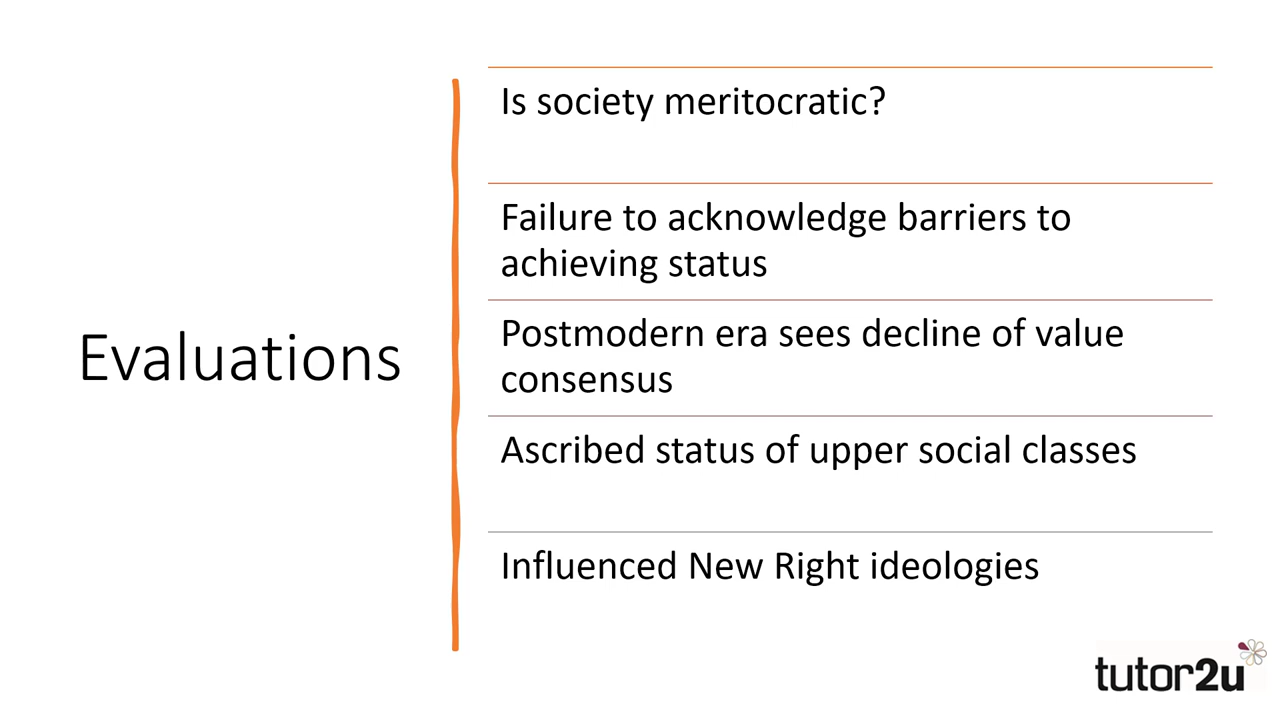 Evaluations
Is society meritocratic?
Failure to acknowledge barriers to
achieving status
Postmodern era sees decline of value
consensus
Ascribed status of upper social classes
Influenced New Right ideologies
tutor2u